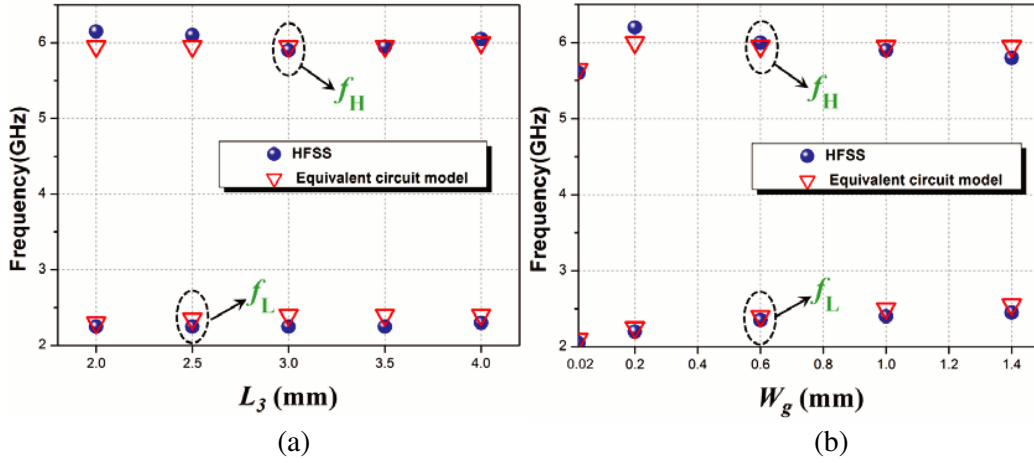 6
5
4
3
2
Frequency(GHz)
f_H
HFSS
Equivalent circuit model
f_L
2.0 2.5 3.0 3.5 4.0
L_3 (mm)
(a)
6
5
4
3
2
Frequency(GHz)
f_H
HFSS
Equivalent circuit model
f_L
0.02 0.2 0.4 0.6 0.8 1.0 1.2 1.4
W_g (mm)
(b)